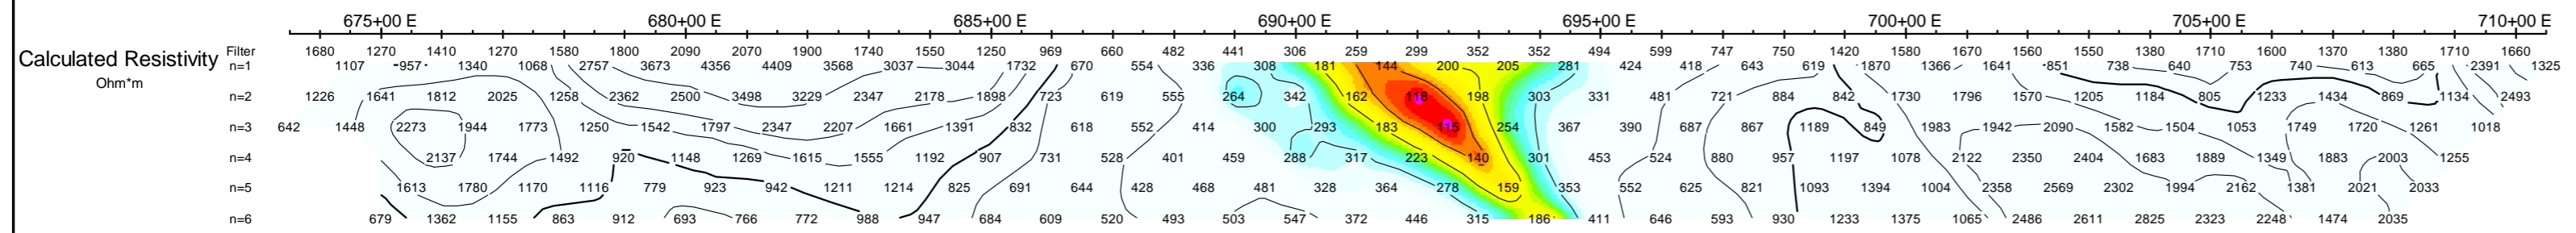 675+00 E 680+00 E 685+00 E 690+00 E 695+00 E 700+00 E 705+00 E 710+00 E
Calculated Resistivity
Ohm*m
Filter 1680 1270 1410 1270 1580 1800 2090 2070 1900 1740 1550 1250 969 660 482 441 306 259 299 352 352 494 599 747 750 1420 1580 1670 1560 1550 1380 1710 1600 1370 1380 1710 1660
n=1 1107 957 1340 1068 2757 3673 4356 4409 3568 3037 3044 1732 670 554 336 308 181 144 200 205 281 424 418 643 619 1870 1366 1641 851 738 640 753 740 613 665 2391 1325
n=2 1226 1641 1812 2025 1258 2362 2500 3498 3229 2347 2178 1898 723 619 555 264 342 162 118 198 303 331 481 721 884 842 1730 1796 1570 1205 1184 805 1233 1434 869 1134 2493
n=3 642 1448 2273 1944 1773 1250 1542 1797 2347 2207 1661 1391 832 618 552 414 300 293 183 115 254 367 390 687 867 1189 849 1983 1942 2090 1582 1504 1053 1749 1720 1261 1018
n=4 2137 1744 1492 920 1148 1269 1615 1555 1192 907 731 528 401 459 288 317 223 140 301 453 524 880 957 1197 1078 2122 2350 2404 1683 1889 1349 1883 2003 1255
n=5 1613 1780 1170 1116 779 923 942 1211 1214 825 691 644 428 468 481 328 364 278 159 353 552 625 821 1093 1394 1004 2358 2569 2302 1994 2162 1381 2021 2033
n=6 679 1362 1155 863 912 693 766 772 988 947 684 609 520 493 503 547 372 446 315 186 411 646 593 930 1233 1375 1065 2486 2611 2825 2323 2248 1474 2035